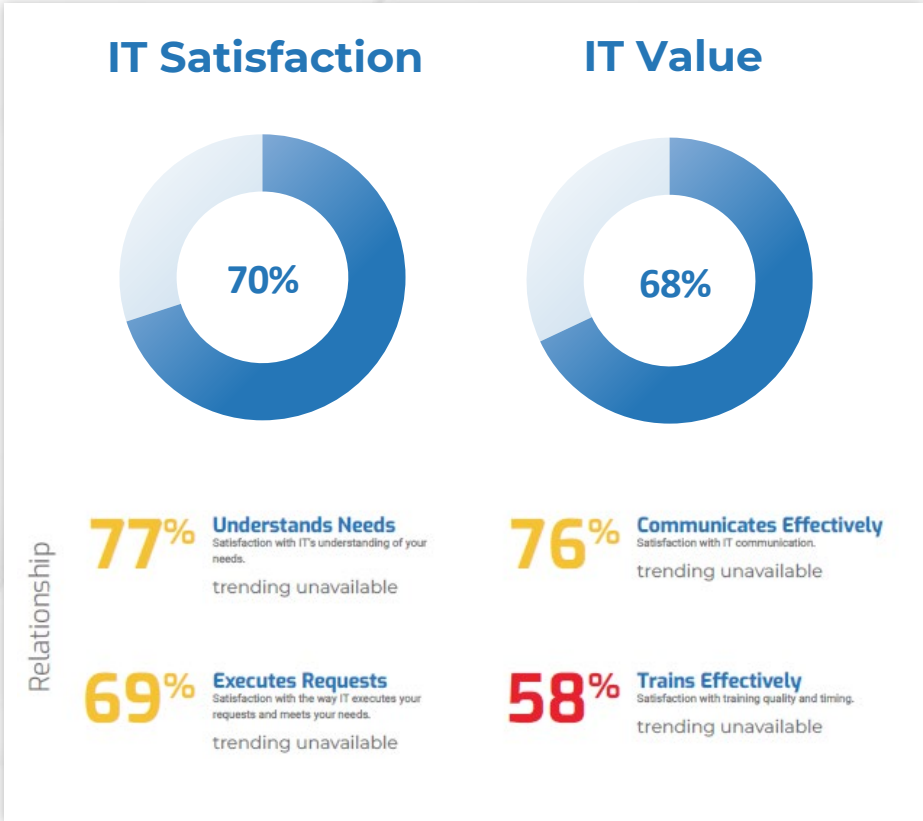 IT Satisfaction
IT Value
70%
68%
Relationship
77%
Understands Needs
Satisfaction with IT's understanding of your
needs.
trending unavailable
76%
Communicates Effectively
Satisfaction with IT communication.
trending unavailable
69%
Executes Requests
Satisfaction with the way IT executes your
requests and meets your needs.
trending unavailable
58%
Trains Effectively
Satisfaction with training quality and timing.
trending unavailable